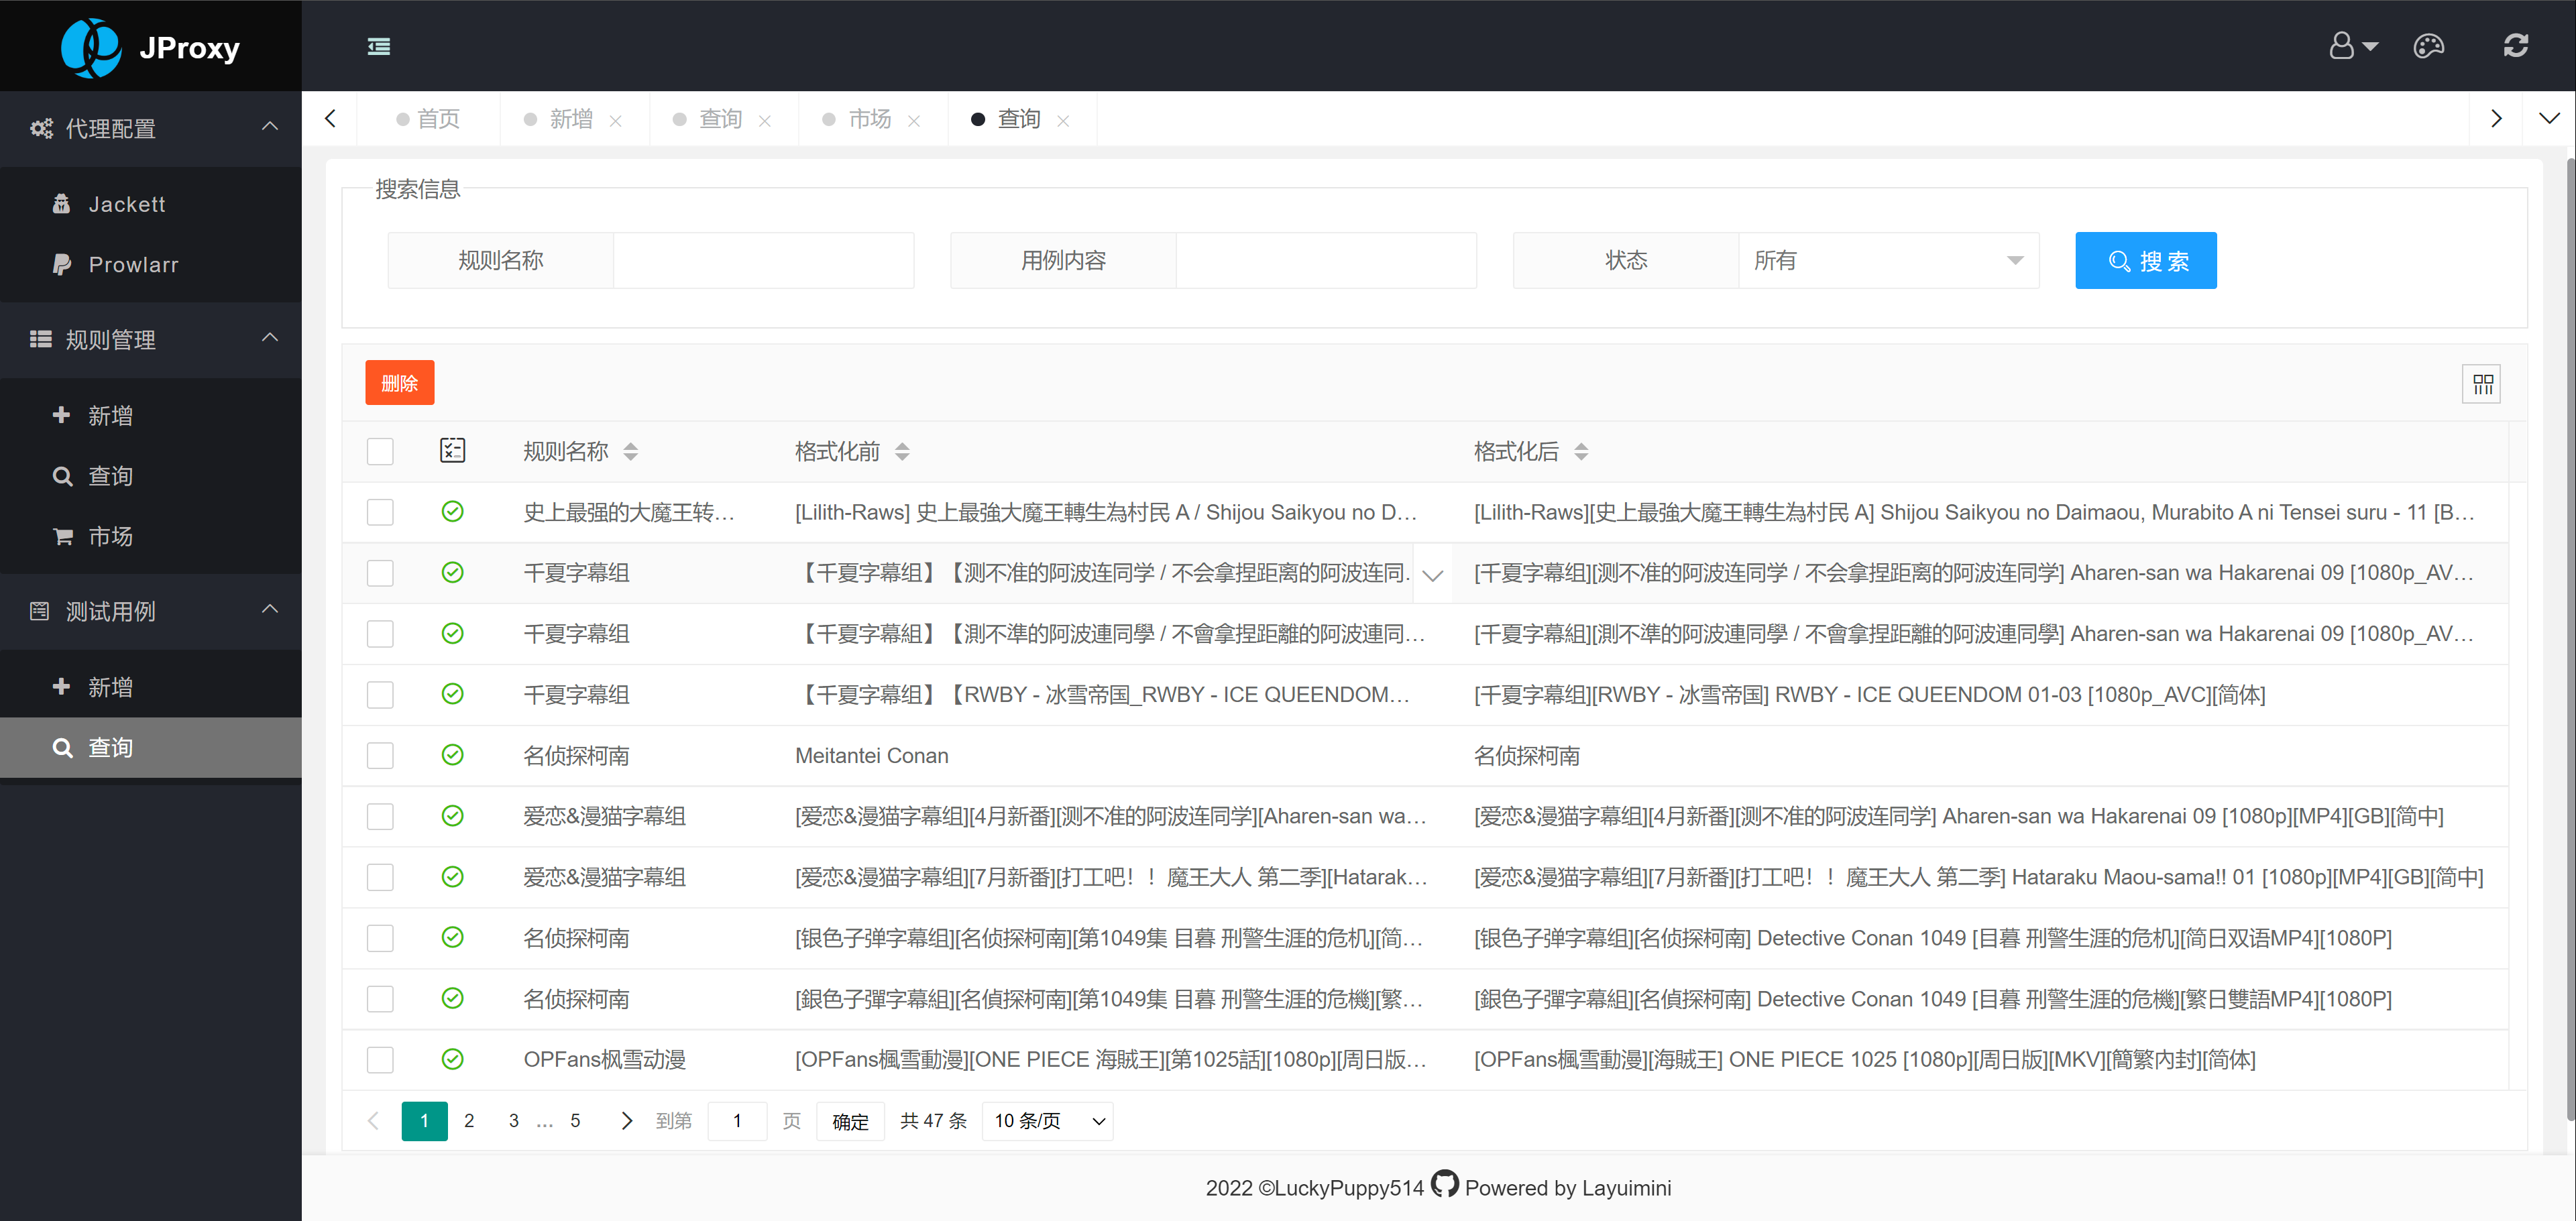 JProxy
代理配置
Jackett
Prowlarr
规则管理
新增
查询
市场
测试用例
新增
查询
首页 新增 查询 市场 查询
搜索信息
规则名称 用例内容 状态 所有 搜 索
删除
规则名称 格式化前 格式化后
史上最强的大魔王转... [Lilith-Raws] 史上最強大魔王轉生為村民 A / Shijou Saikyou no D... [Lilith-Raws][史上最強大魔王轉生為村民 A] Shijou Saikyou no Daimaou, Murabito A ni Tensei suru - 11 [B...
千夏字幕组 【千夏字幕组】【测不准的阿波连同学 / 不会拿捏距离的阿波连同. [千夏字幕组][测不准的阿波连同学 / 不会拿捏距离的阿波连同学] Aharen-san wa Hakarenai 09 [1080p_AV...
千夏字幕组 【千夏字幕組】【測不準的阿波連同學 / 不會拿捏距離的阿波連同... [千夏字幕組][測不準的阿波連同學 / 不會拿捏距離的阿波連同學] Aharen-san wa Hakarenai 09 [1080p_AV...
千夏字幕组 【千夏字幕组】【RWBY - 冰雪帝国_RWBY - ICE QUEENDOM... [千夏字幕组][RWBY - 冰雪帝国] RWBY - ICE QUEENDOM 01-03 [1080p_AVC][简体]
名侦探柯南 Meitantei Conan 名侦探柯南
爱恋&漫猫字幕组 [爱恋&漫猫字幕组][4月新番][测不准的阿波连同学][Aharen-san wa... [爱恋&漫猫字幕组][4月新番][测不准的阿波连同学] Aharen-san wa Hakarenai 09 [1080p][MP4][GB][简中]
爱恋&漫猫字幕组 [爱恋&漫猫字幕组][7月新番][打工吧！！魔王大人 第二季][Hatarak... [爱恋&漫猫字幕组][7月新番][打工吧！！魔王大人 第二季] Hataraku Maou-sama!! 01 [1080p][MP4][GB][简中]
名侦探柯南 [银色子弹字幕组][名侦探柯南][第1049集 目暮 刑警生涯的危机][简... [银色子弹字幕组][名侦探柯南] Detective Conan 1049 [目暮 刑警生涯的危机][简日双语MP4][1080P]
名侦探柯南 [銀色子彈字幕組][名偵探柯南][第1049集 目暮 刑警生涯的危機][繁... [銀色子彈字幕組][名偵探柯南] Detective Conan 1049 [目暮 刑警生涯的危機][繁日雙語MP4][1080P]
OPFans枫雪动漫 [OPFans楓雪動漫][ONE PIECE 海賊王][第1025話][1080p][周日版... [OPFans楓雪動漫][海賊王] ONE PIECE 1025 [1080p][周日版][MKV][簡繁內封][简体]
1 2 3 ... 5 到第 1 页 确定 共 47 条 10 条/页
2022 ©LuckyPuppy514 Powered by Layuimini